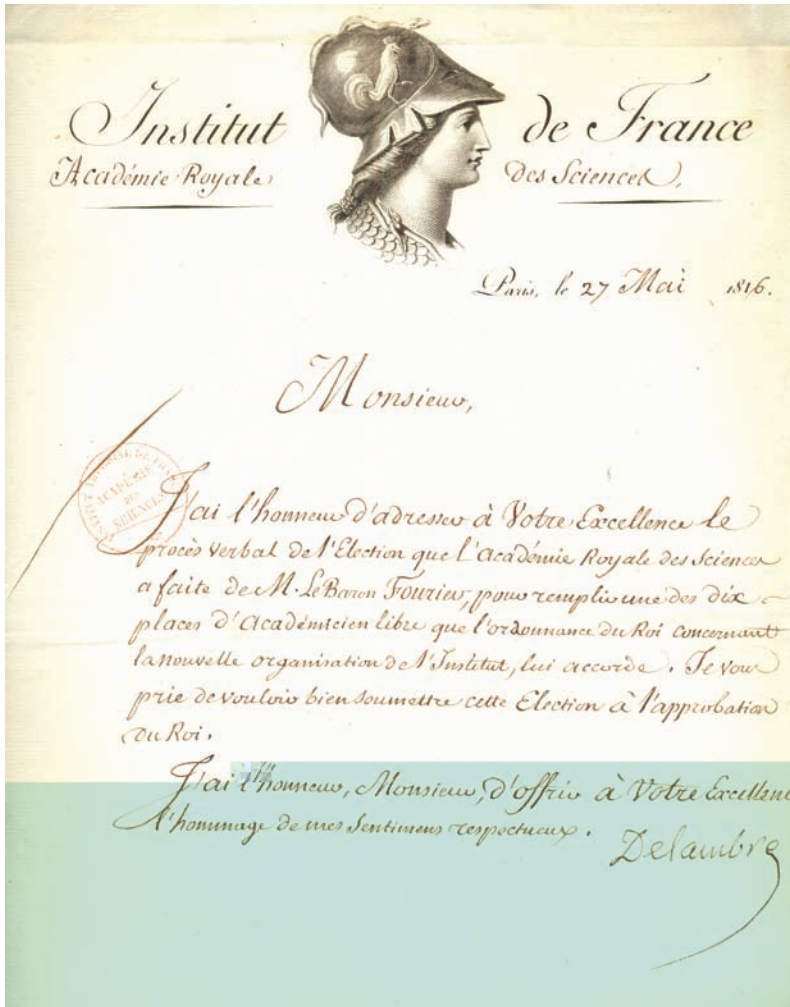 Institut de France
Académie Royale des Sciences.
Paris, le 27 Mai 1816.
Monsieur,
ACADÉMIE
DES
SCIENCES
J'ai l'honneur d'adresser à Votre Excellence le
procès verbal de l'Election que l'académie Royale des Sciences
a faite de M. Le Baron Fourier, pour remplir une des dix
places d'académicien libre que l'ordonnance du Roi concernant
la nouvelle organisation de l'Institut, lui accorde. Je vous
prie de vouloir bien soumettre cette Election à l'approbation
du Roi.
J'ai l'honneur, Monsieur, d'offrir à Votre Excellenc
l'hommage de mes Sentimens respectueux.
Delambre